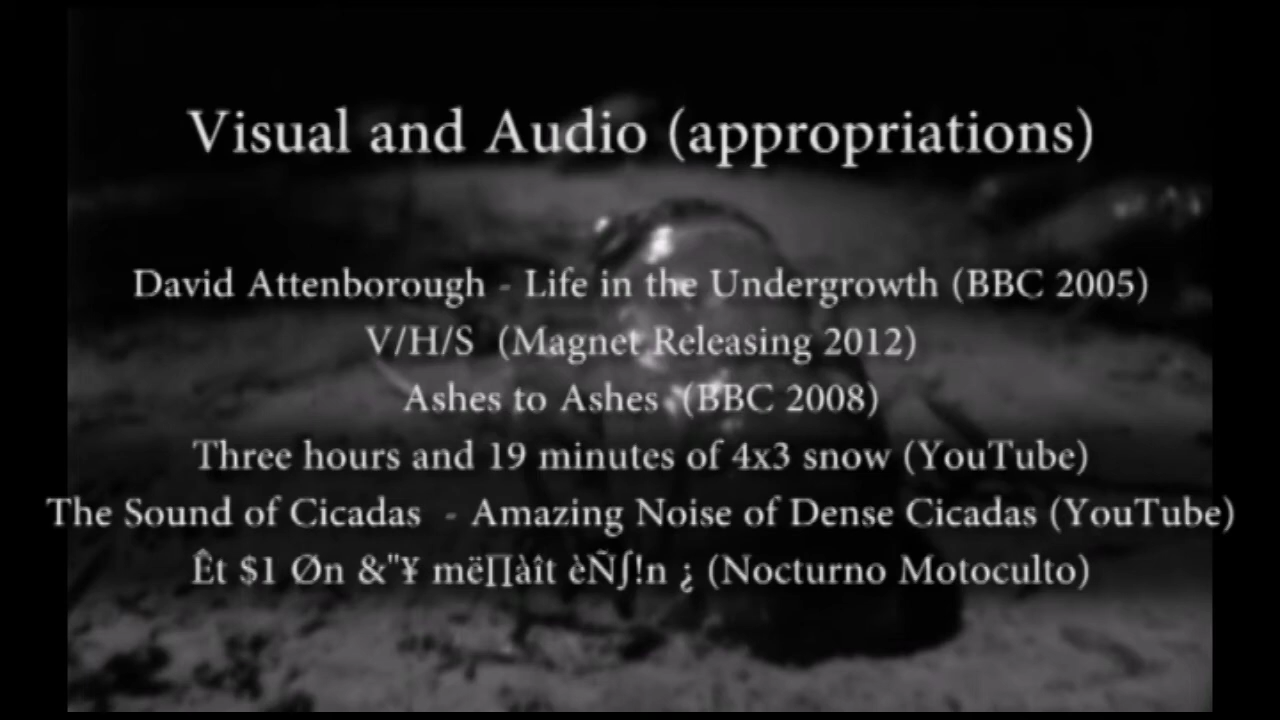 Visual and Audio (appropriations)
David Attenborough - Life in the Undergrowth (BBC 2005)
V/H/S (Magnet Releasing 2012)
Ashes to Ashes (BBC 2008)
Three hours and 19 minutes of 4x3 snow (YouTube)
The Sound of Cicadas - Amazing Noise of Dense Cicadas (YouTube)
Êt $1 Øn &"¥ më∏àît èÑ∫!n ¿ (Nocturno Motoculto)